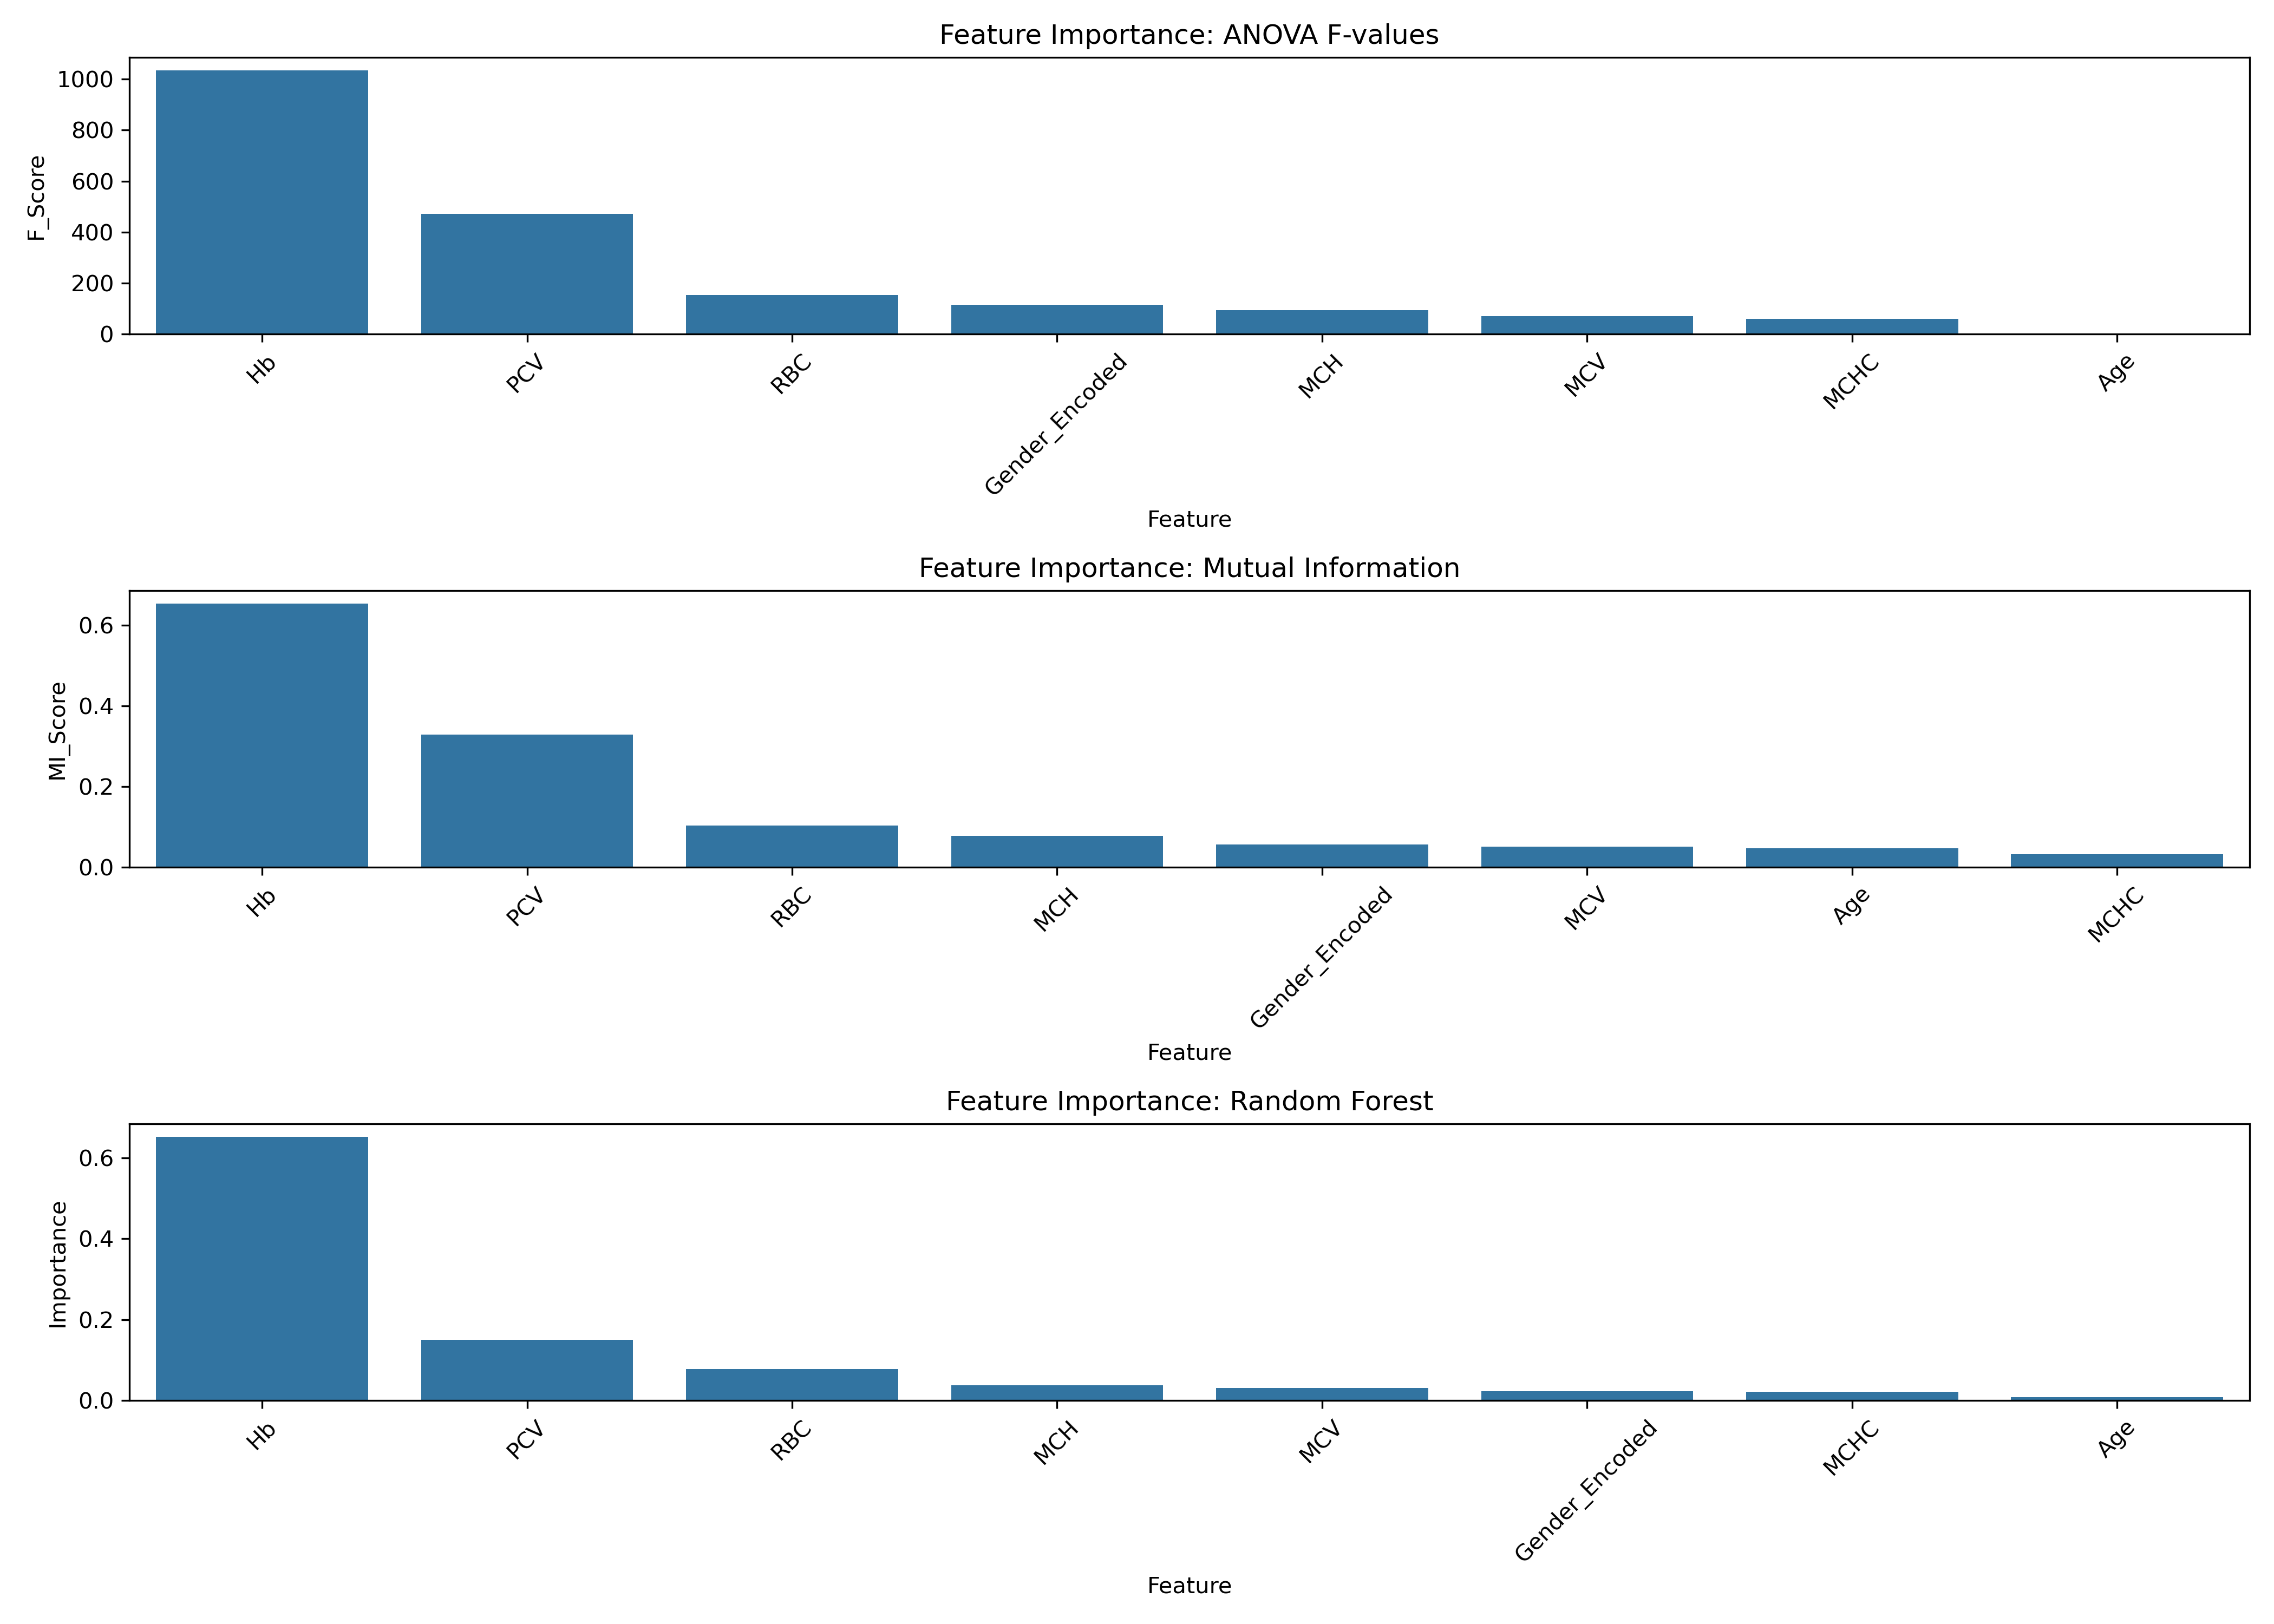 Feature Importance: ANOVA F-values
F_Score
1000
800
600
400
200
0
Hb
PCV
RBC
Gender_Encoded
MCH
MCV
MCHC
Age
Feature
Feature Importance: Mutual Information
MI_Score
0.6
0.4
0.2
0.0
Hb
PCV
RBC
MCH
Gender_Encoded
MCV
Age
MCHC
Feature
Feature Importance: Random Forest
Importance
0.6
0.4
0.2
0.0
Hb
PCV
RBC
MCH
MCV
Gender_Encoded
MCHC
Age
Feature